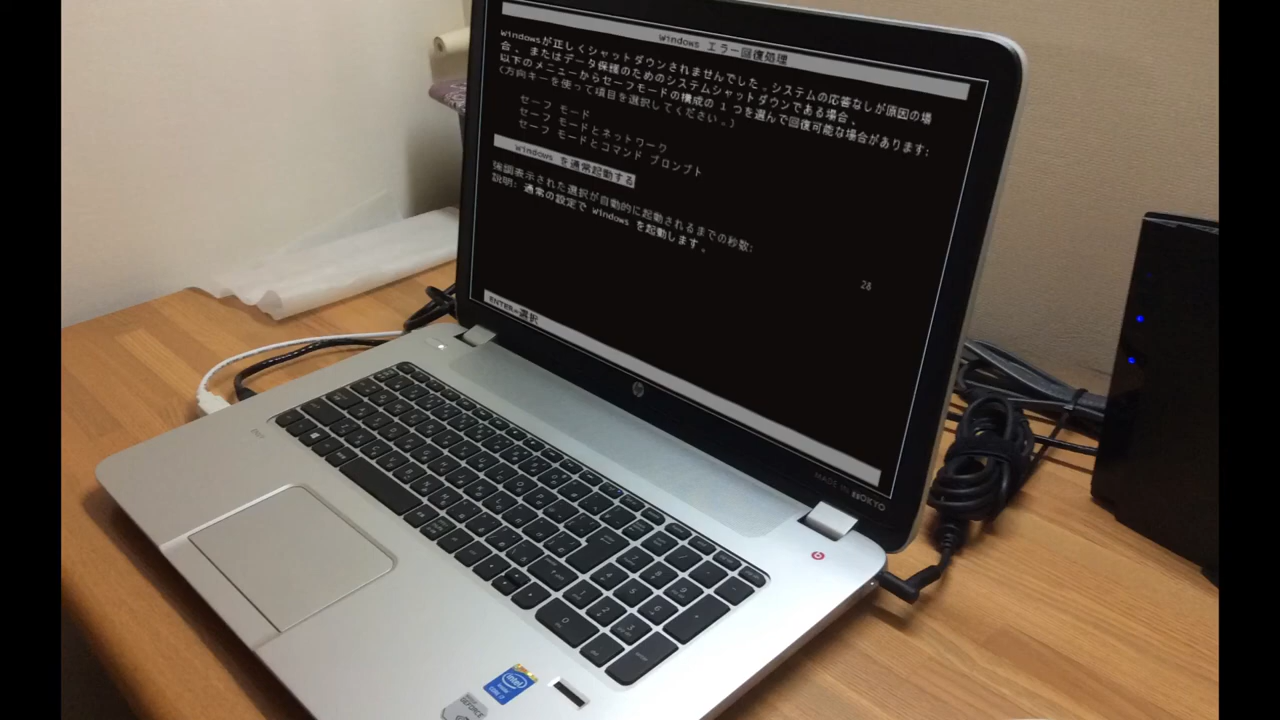 Windows エラー回復処理
Windowsが正しくシャットダウンされませんでした。システムの応答なしが原因の場
合、またはデータ保護のためのシステムシャットダウンである場合、
以下のメニューからセーフモードの構成の 1 つを選んで回復可能な場合があります:
(方向キーを使って項目を選択してください。)
セーフ モード
セーフ モードとネットワーク
セーフ モードとコマンド プロンプト
Windows を通常起動する
強調表示された選択が自動的に起動されるまでの秒数:
28
説明: 通常の設定で Windows を起動します。
ENTER=選択
hp
MADE IN TOKYO
intel
CORE i7
GEFORCE